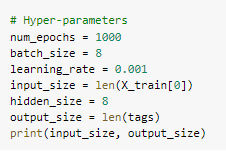 # Hyper-parameters
num_epochs = 1000
batch_size = 8
learning_rate = 0.001
input_size = len(X_train[0])
hidden_size = 8
output_size = len(tags)
print(input_size, output_size)